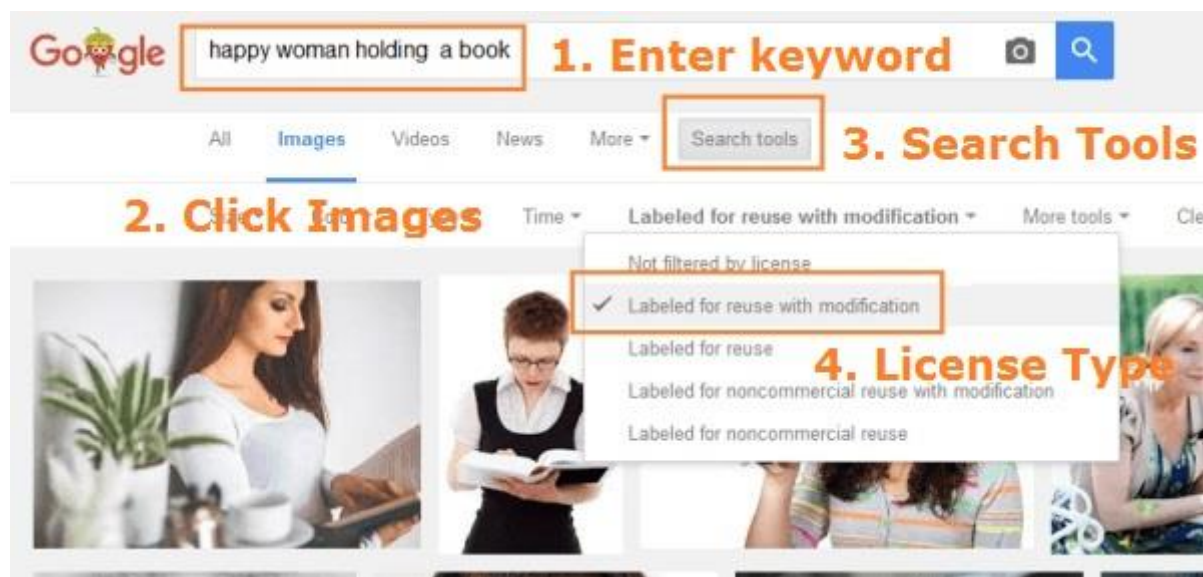 Google happy woman holding a book 1. Enter keyword
All Images Videos News More Search tools 3. Search Tools
2. Click Images Time Labeled for reuse with modification More tools Cle
Not filtered by license
Labeled for reuse with modification
Labeled for reuse
4. License Type
Labeled for noncommercial reuse with modification
Labeled for noncommercial reuse